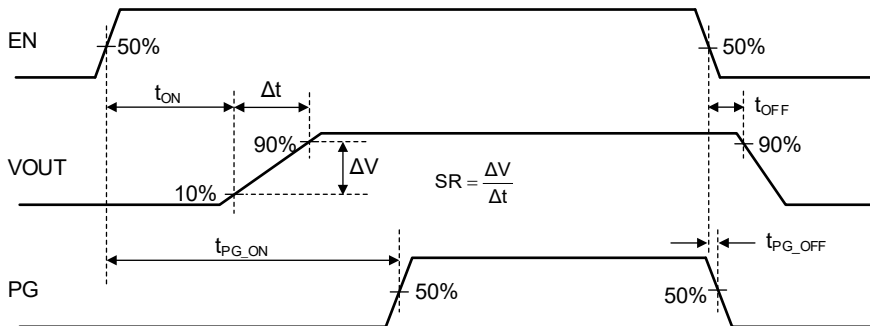 EN
50%
50%
tON
Δt
tOFF
VOUT
90%
ΔV
90%
10%
SR = ΔV/Δt
tPG_ON
tPG_OFF
PG
50%
50%